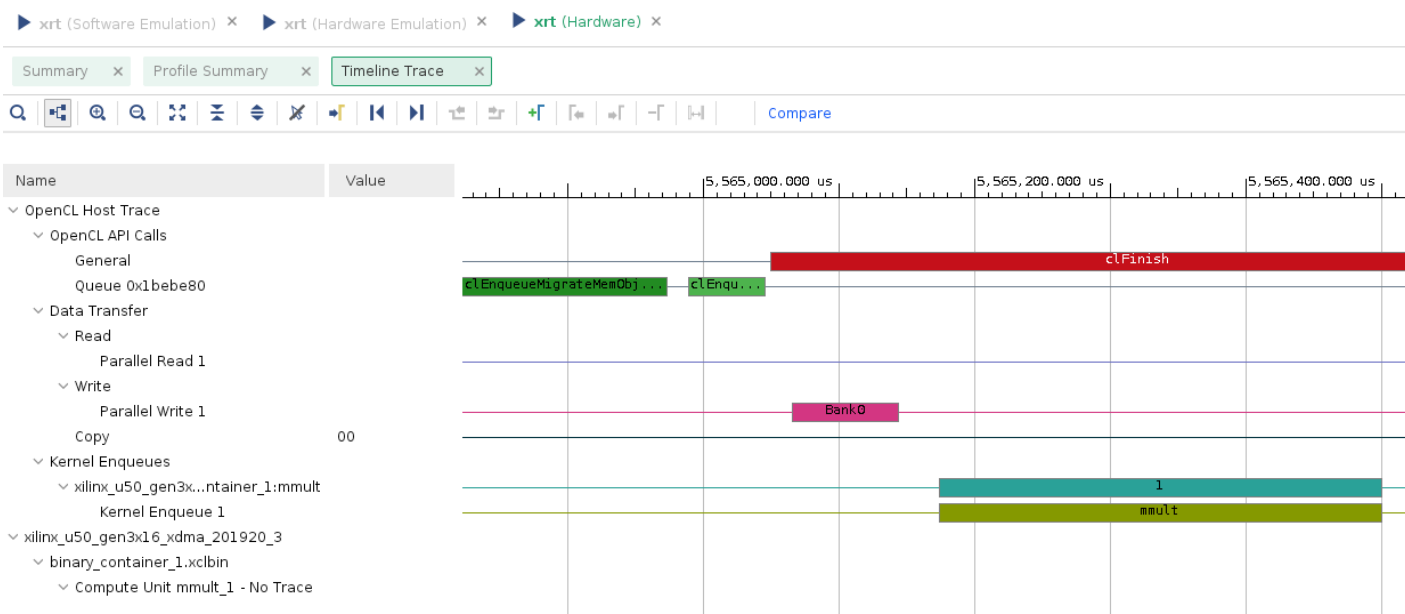 xrt (Software Emulation) × xrt (Hardware Emulation) × xrt (Hardware) ×
Summary × Profile Summary × Timeline Trace ×
Compare
Name Value 5,565,000.000 us 5,565,200.000 us 5,565,400.000 us
OpenCL Host Trace
OpenCL API Calls
General clFinish
Queue 0x1bebe80 clEnqueueMigrateMemObj... clEnqu...
Data Transfer
Read
Parallel Read 1
Write
Parallel Write 1 Bank0
Copy 00
Kernel Enqueues
xilinx_u50_gen3x...ntainer_1:mmult 1
Kernel Enqueue 1 mmult
xilinx_u50_gen3x16_xdma_201920_3
binary_container_1.xclbin
Compute Unit mmult_1 - No Trace